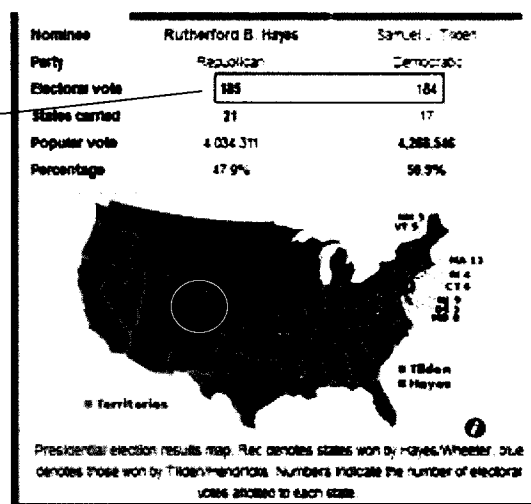 Nominee Rutherford B. Hayes Samuel J. Tilden
Party Republican Democratic
Electoral vote 185 184
States carried 21 17
Popular vote 4,034,311 4,288,546
Percentage 47.9% 50.9%
NH 5
VT 5
MA 13
RI 4
CT 6
Tilden
Hayes
Territories
Presidential election results map. Red denotes states won by Hayes/Wheeler, blue
denotes those won by Tilden/Hendricks. Numbers indicate the number of electoral
votes allotted to each state.